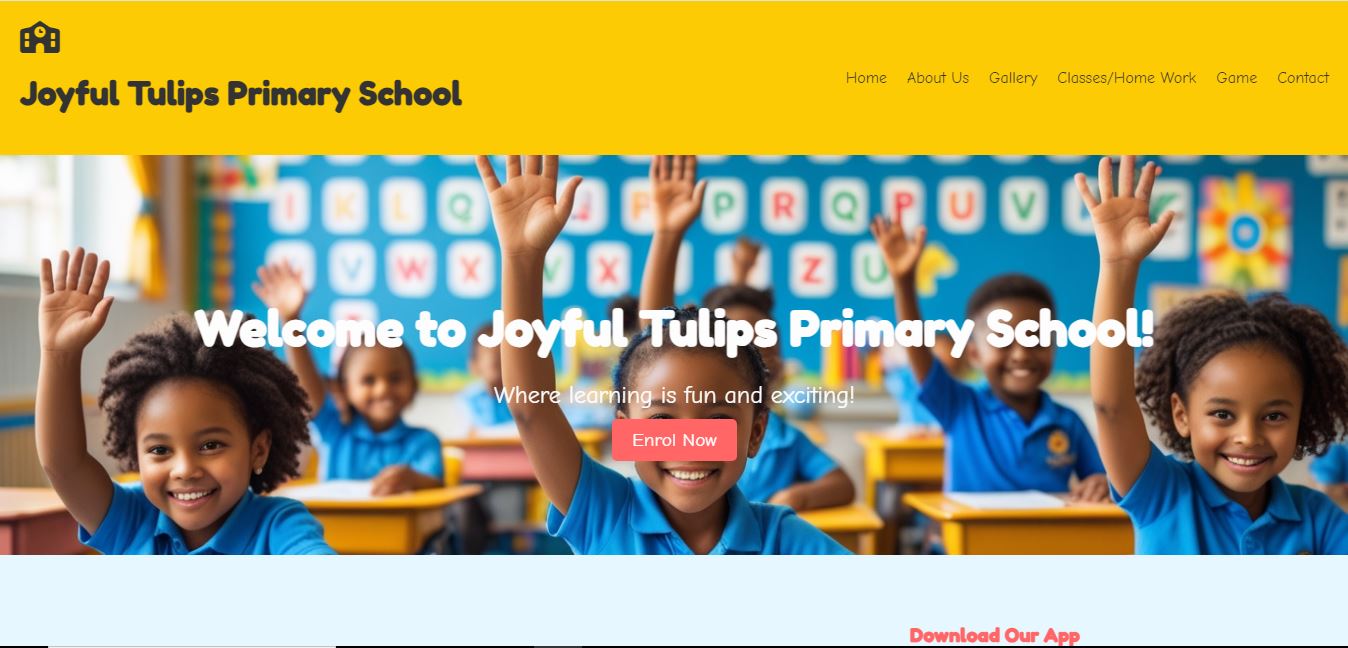 Joyful Tulips Primary School
Home About Us Gallery Classes/Home Work Game Contact
I K L Q F P R Q P U V
V W X V X Z U
Welcome to Joyful Tulips Primary School!
Where learning is fun and exciting!
Enrol Now
Download Our App